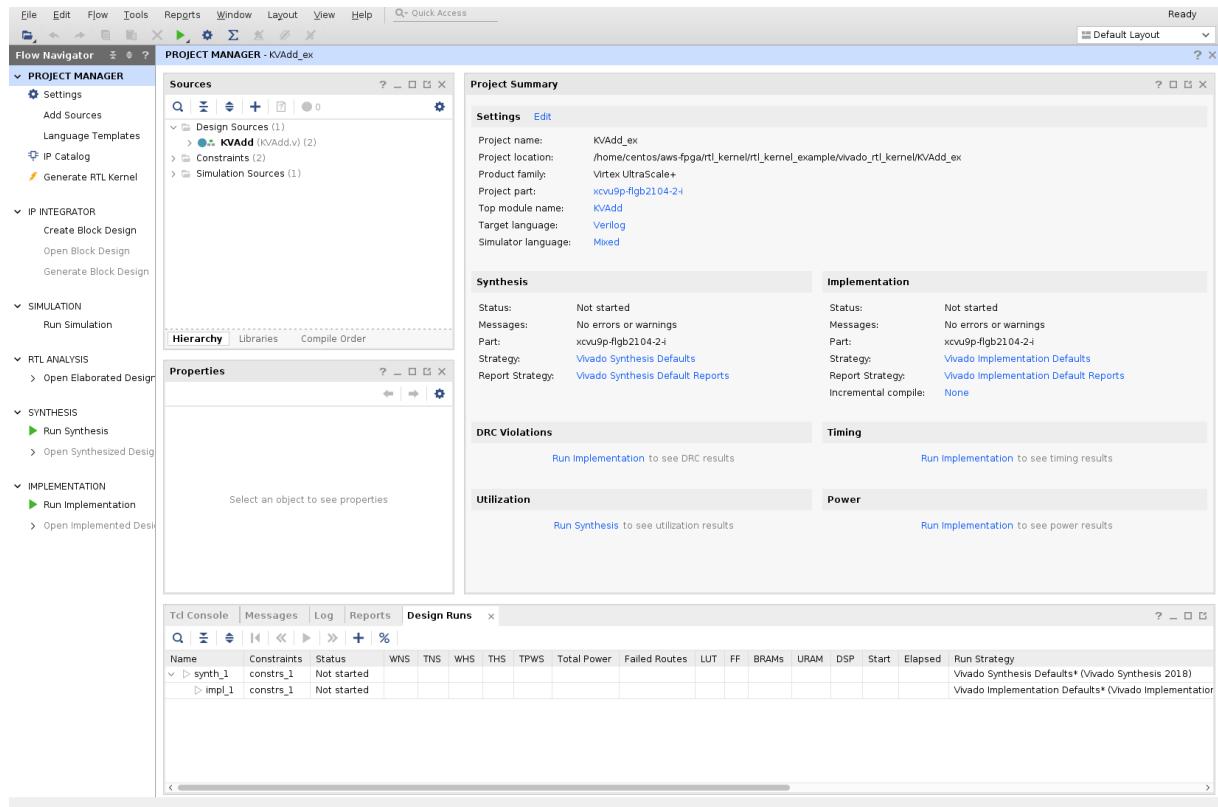 File Edit Flow Tools Reports Window Layout View Help Q- Quick Access Ready
Default Layout
Flow Navigator ?
PROJECT MANAGER - KVAdd_ex
PROJECT MANAGER
Settings
Add Sources
Language Templates
IP Catalog
Generate RTL Kernel
IP INTEGRATOR
Create Block Design
Open Block Design
Generate Block Design
SIMULATION
Run Simulation
RTL ANALYSIS
Open Elaborated Design
SYNTHESIS
Run Synthesis
Open Synthesized Desig
IMPLEMENTATION
Run Implementation
Open Implemented Desi
Sources
0
Design Sources (1)
KVAdd (KVAdd.v) (2)
Constraints (2)
Simulation Sources (1)
Hierarchy Libraries Compile Order
Properties
Select an object to see properties
Project Summary
Settings Edit
Project name: KVAdd_ex
Project location: /home/centos/aws-fpga/rtl_kernel/rtl_kernel_example/vivado_rtl_kernel/KVAdd_ex
Product family: Virtex UltraScale+
Project part: xcvu9p-flgb2104-2-i
Top module name: KVAdd
Target language: Verilog
Simulator language: Mixed
Synthesis
Status: Not started
Messages: No errors or warnings
Part: xcvu9p-flgb2104-2-i
Strategy: Vivado Synthesis Defaults
Report Strategy: Vivado Synthesis Default Reports
Implementation
Status: Not started
Messages: No errors or warnings
Part: xcvu9p-flgb2104-2-i
Strategy: Vivado Implementation Defaults
Report Strategy: Vivado Implementation Default Reports
Incremental compile: None
DRC Violations
Run Implementation to see DRC results
Timing
Run Implementation to see timing results
Utilization
Run Synthesis to see utilization results
Power
Run Implementation to see power results
Tcl Console Messages Log Reports Design Runs
Name Constraints Status WNS TNS WHS THS TPWS Total Power Failed Routes LUT FF BRAMs URAM DSP Start Elapsed Run Strategy
synth_1 constrs_1 Not started Vivado Synthesis Defaults* (Vivado Synthesis 2018)
impl_1 constrs_1 Not started Vivado Implementation Defaults* (Vivado Implementation